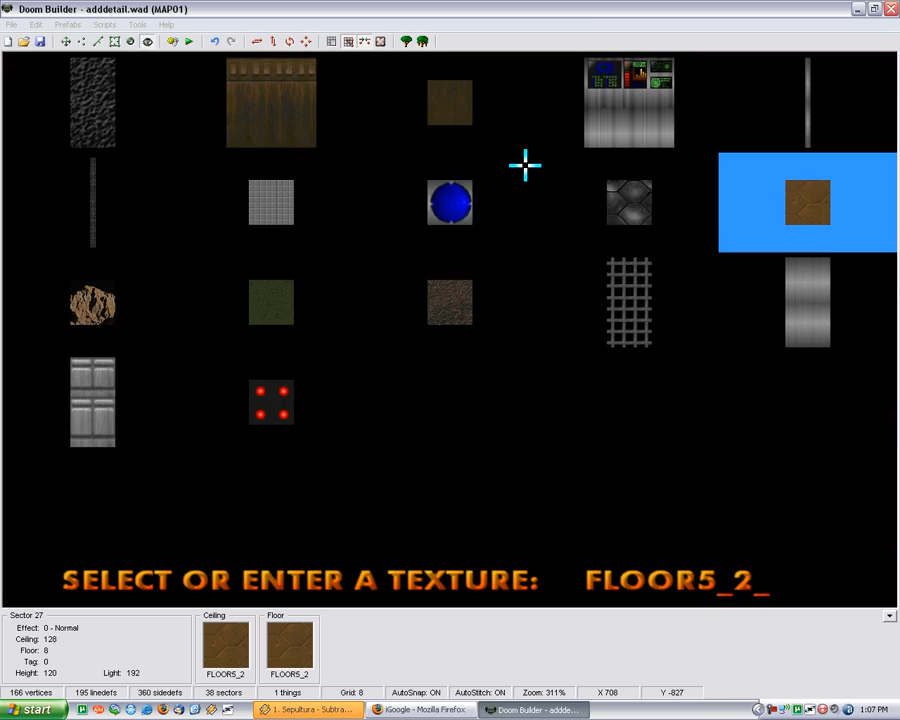 Doom Builder - adddetail.wad (MAP01)
File Edit Prefabs Scripts Tools Help
SELECT OR ENTER A TEXTURE: FLOOR5_2_
Sector 27
Effect: 0 - Normal
Ceiling: 128
Floor: 8
Tag: 0
Height: 120 Light: 192
Ceiling
FLOOR5_2
Floor
FLOOR5_2
166 vertices 195 linedefs 360 sidedefs 38 sectors 1 things Grid: 8 AutoSnap: ON AutoStitch: ON Zoom: 311% X 708 Y -827
start 1. Sepultura - Subtra... iGoogle - Mozilla Firefox Doom Builder - addde... 1:07 PM